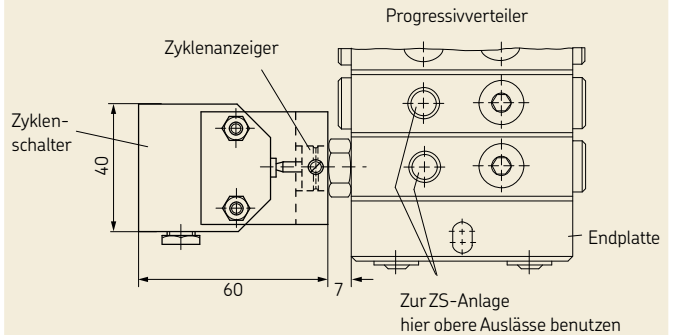 Progressivverteiler
Zyklenanzeiger
Zyklen-
schalter
40
60
7
Endplatte
Zur ZS-Anlage
hier obere Auslässe benutzen